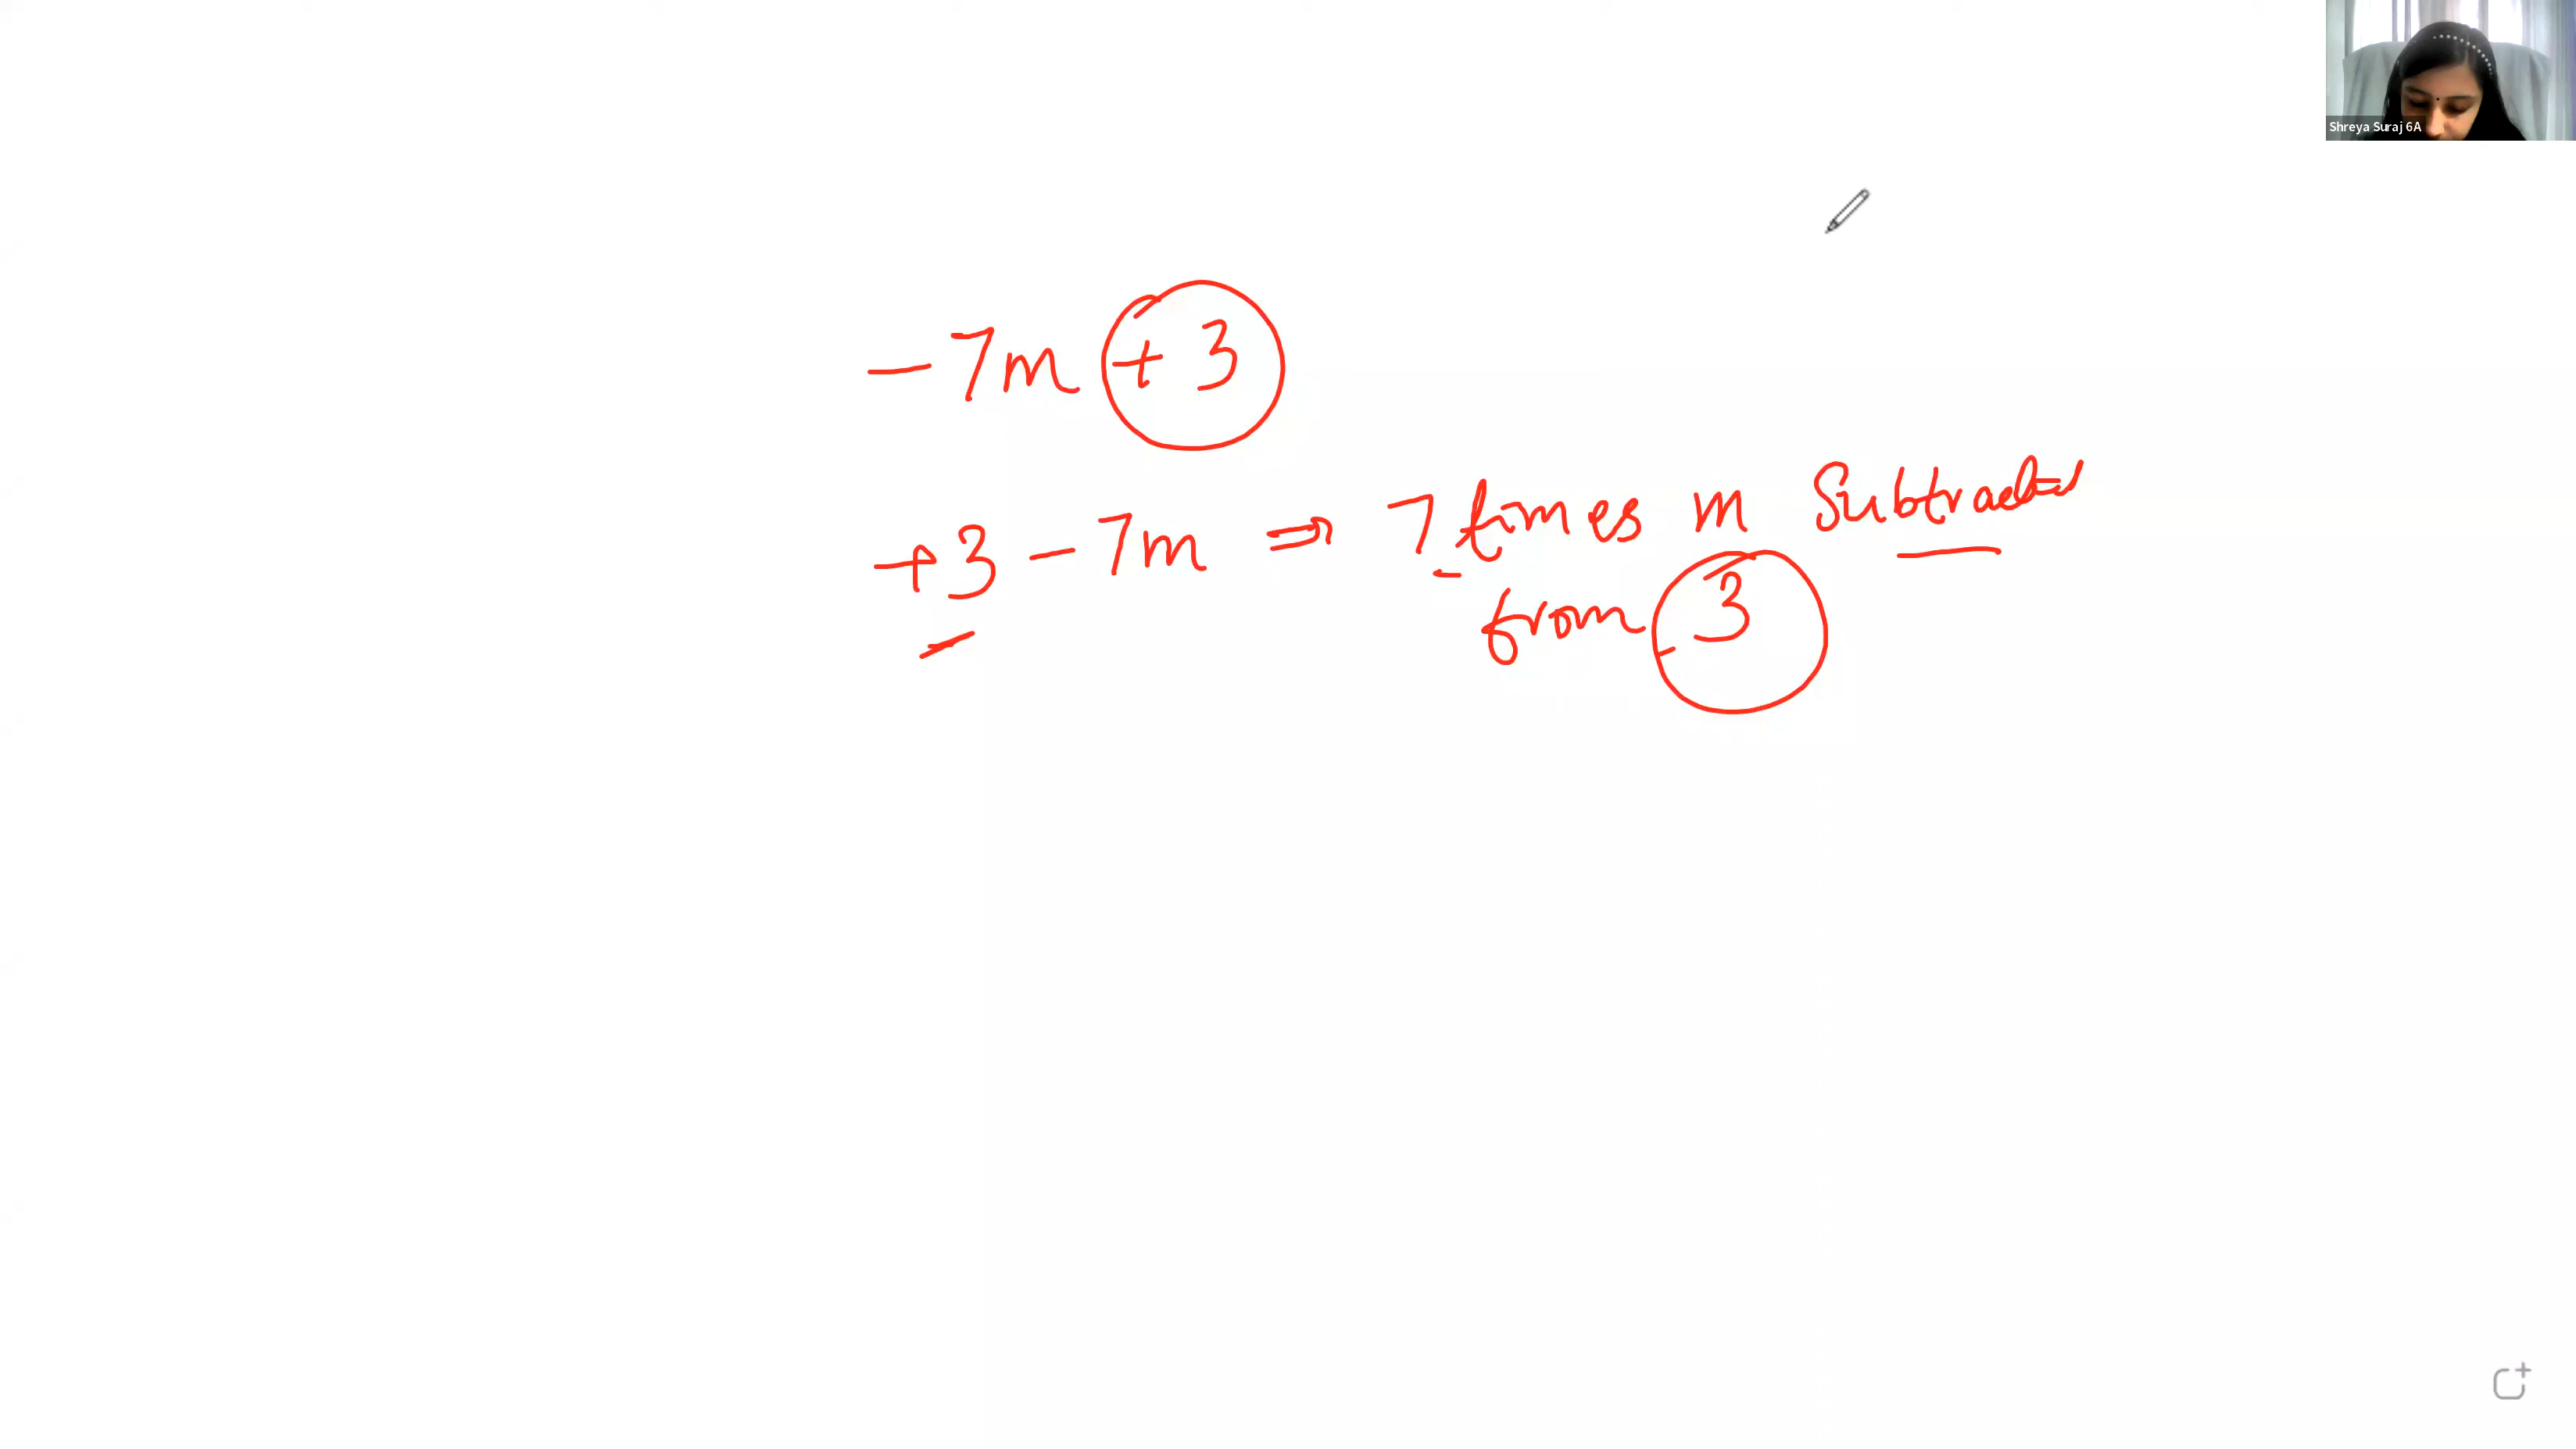 Shreya Suraj 6A
- 7m + 3
+3 - 7m ⇒ 7 times m Subtracted
from 3